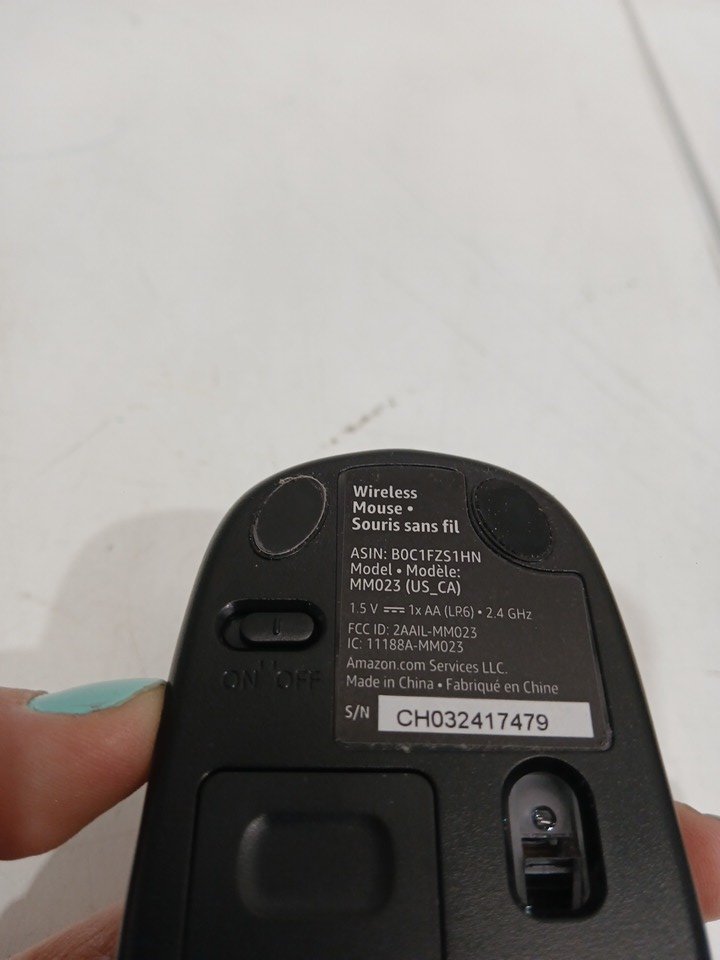 Wireless
Mouse •
Souris sans fil
ASIN: B0C1FZS1HN
Model • Modèle:
MM023 (US_CA)
1.5 V ⎓ 1x AA (LR6) • 2.4 GHz
FCC ID: 2AAIL-MM023
IC: 11188A-MM023
Amazon.com Services LLC.
Made in China • Fabriqué en Chine
S/N CH032417479
ON OFF